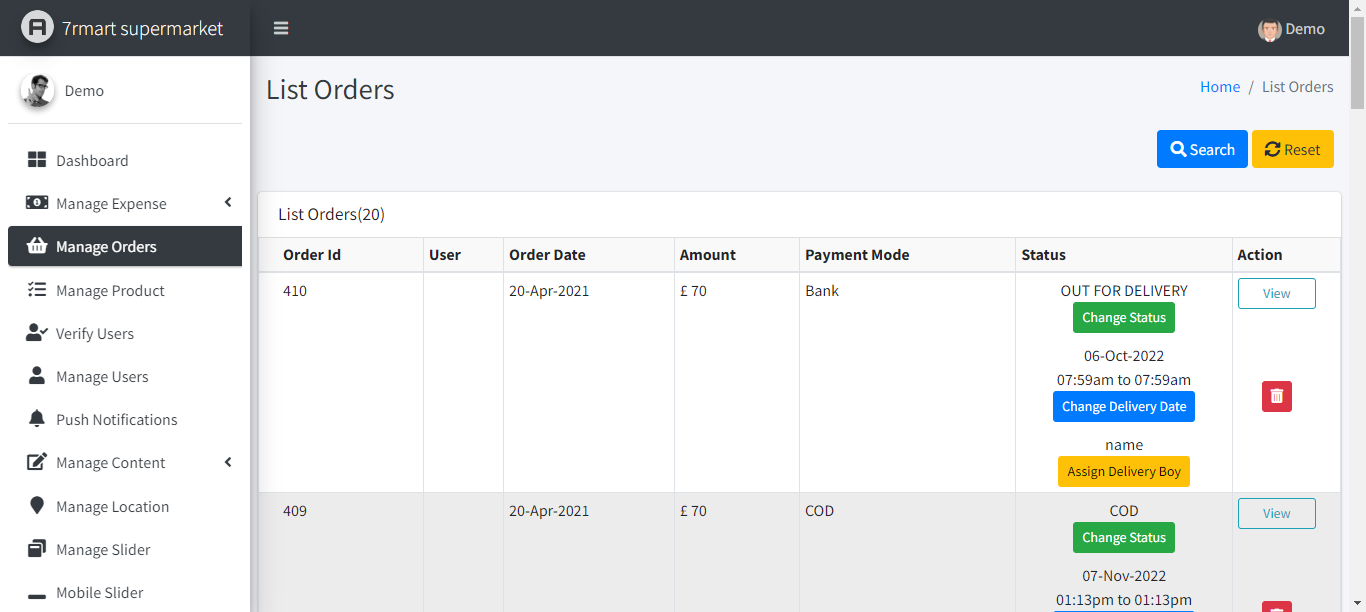 7rmart supermarket
Demo
Demo
Dashboard
Manage Expense
Manage Orders
Manage Product
Verify Users
Manage Users
Push Notifications
Manage Content
Manage Location
Manage Slider
Mobile Slider
List Orders
Home / List Orders
Search Reset
List Orders(20)
Order Id User Order Date Amount Payment Mode Status Action
410 20-Apr-2021 £ 70 Bank OUT FOR DELIVERY View
Change Status
06-Oct-2022
07:59am to 07:59am
Change Delivery Date
name
Assign Delivery Boy
409 20-Apr-2021 £ 70 COD COD View
Change Status
07-Nov-2022
01:13pm to 01:13pm